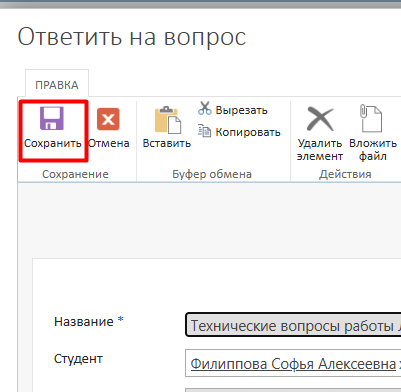 Ответить на вопрос
ПРАВКА
Сохранить
Отмена
Вставить
Вырезать
Копировать
Удалить элемент
Вложить файл
Сохранение
Буфер обмена
Действия
Название *
Технические вопросы работы
Студент
Филиппова Софья Алексеевна